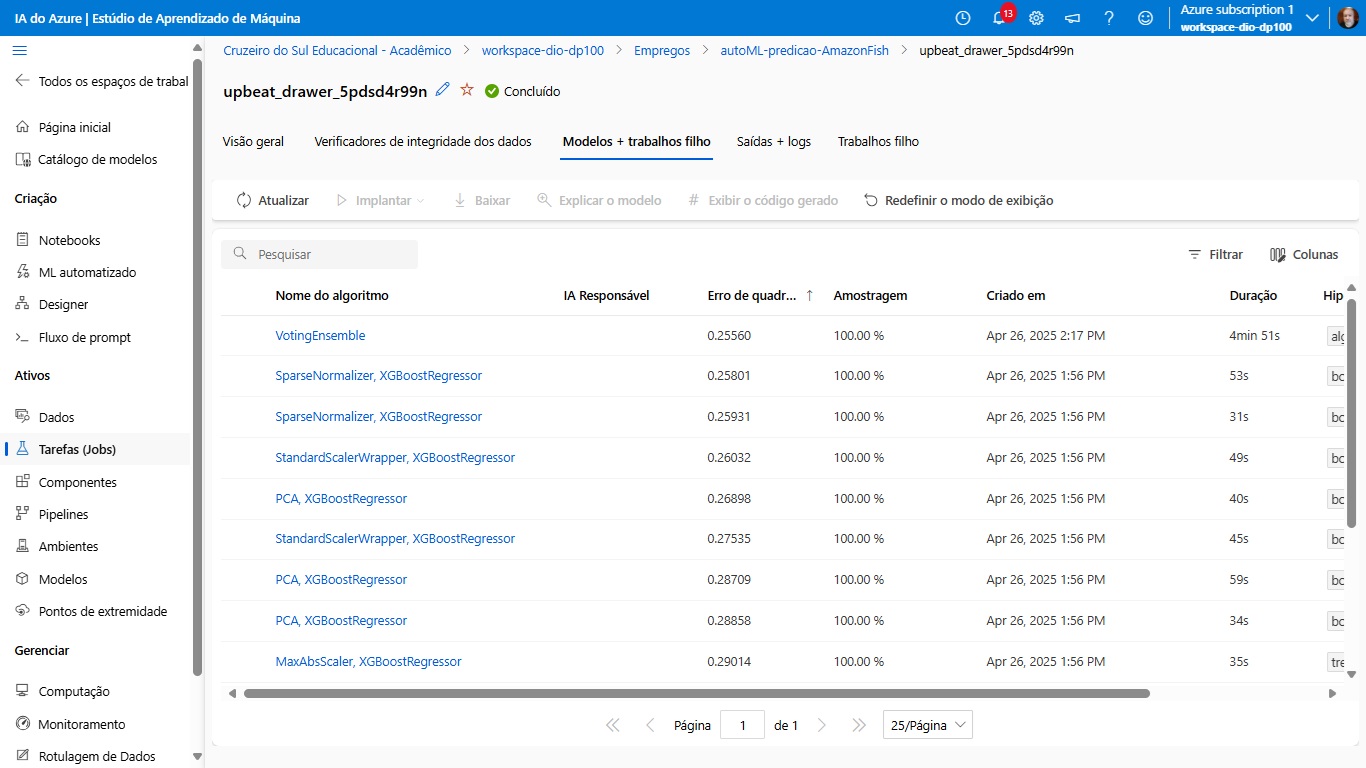 IA do Azure | Estúdio de Aprendizado de Máquina
13
Azure subscription 1
workspace-dio-dp100
Todos os espaços de trabal
Página inicial
Catálogo de modelos
Criação
Notebooks
ML automatizado
Designer
Fluxo de prompt
Ativos
Dados
Tarefas (Jobs)
Componentes
Pipelines
Ambientes
Modelos
Pontos de extremidade
Gerenciar
Computação
Monitoramento
Rotulagem de Dados
Cruzeiro do Sul Educacional - Acadêmico > workspace-dio-dp100 > Empregos > autoML-predicao-AmazonFish > upbeat_drawer_5pdsd4r99n
upbeat_drawer_5pdsd4r99n Concluído
Visão geral Verificadores de integridade dos dados Modelos + trabalhos filho Saídas + logs Trabalhos filho
Atualizar Implantar Baixar Explicar o modelo # Exibir o código gerado Redefinir o modo de exibição
Pesquisar Filtrar Colunas
Nome do algoritmo IA Responsável Erro de quadr... ↑ Amostragem Criado em Duração Hip
VotingEnsemble 0.25560 100.00 % Apr 26, 2025 2:17 PM 4min 51s alg
SparseNormalizer, XGBoostRegressor 0.25801 100.00 % Apr 26, 2025 1:56 PM 53s bo
SparseNormalizer, XGBoostRegressor 0.25931 100.00 % Apr 26, 2025 1:56 PM 31s bo
StandardScalerWrapper, XGBoostRegressor 0.26032 100.00 % Apr 26, 2025 1:56 PM 49s bo
PCA, XGBoostRegressor 0.26898 100.00 % Apr 26, 2025 1:56 PM 40s bo
StandardScalerWrapper, XGBoostRegressor 0.27535 100.00 % Apr 26, 2025 1:56 PM 45s bo
PCA, XGBoostRegressor 0.28709 100.00 % Apr 26, 2025 1:56 PM 59s bo
PCA, XGBoostRegressor 0.28858 100.00 % Apr 26, 2025 1:56 PM 34s bo
MaxAbsScaler, XGBoostRegressor 0.29014 100.00 % Apr 26, 2025 1:56 PM 35s tre
Página 1 de 1 25/Página